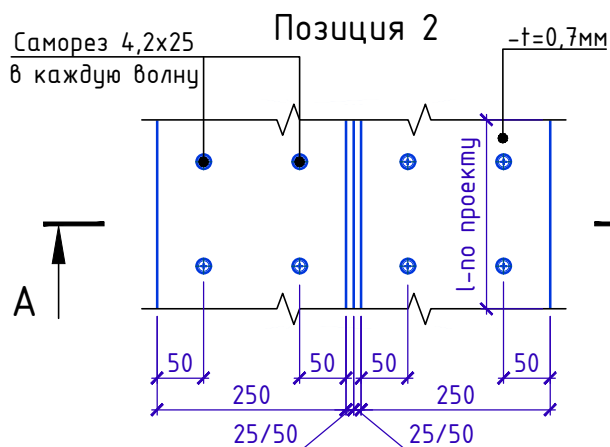 Позиция 2
Саморез 4,2х25
в каждую волну
-t=0,7мм
l-по проекту
А
50
50
50
50
250
250
25/50
25/50